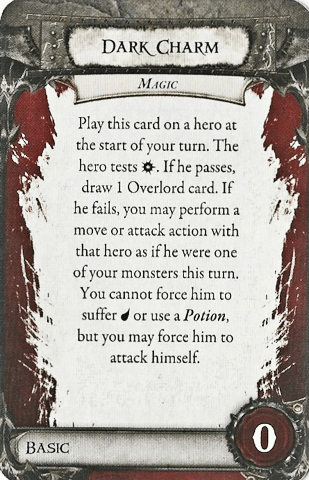 DARK CHARM
MAGIC
Play this card on a hero at
the start of your turn. The
hero tests . If he passes,
draw 1 Overlord card. If
he fails, you may perform a
move or attack action with
that hero as if he were one
of your monsters this turn.
You cannot force him to
suffer or use a Potion,
but you may force him to
attack himself.
BASIC
0